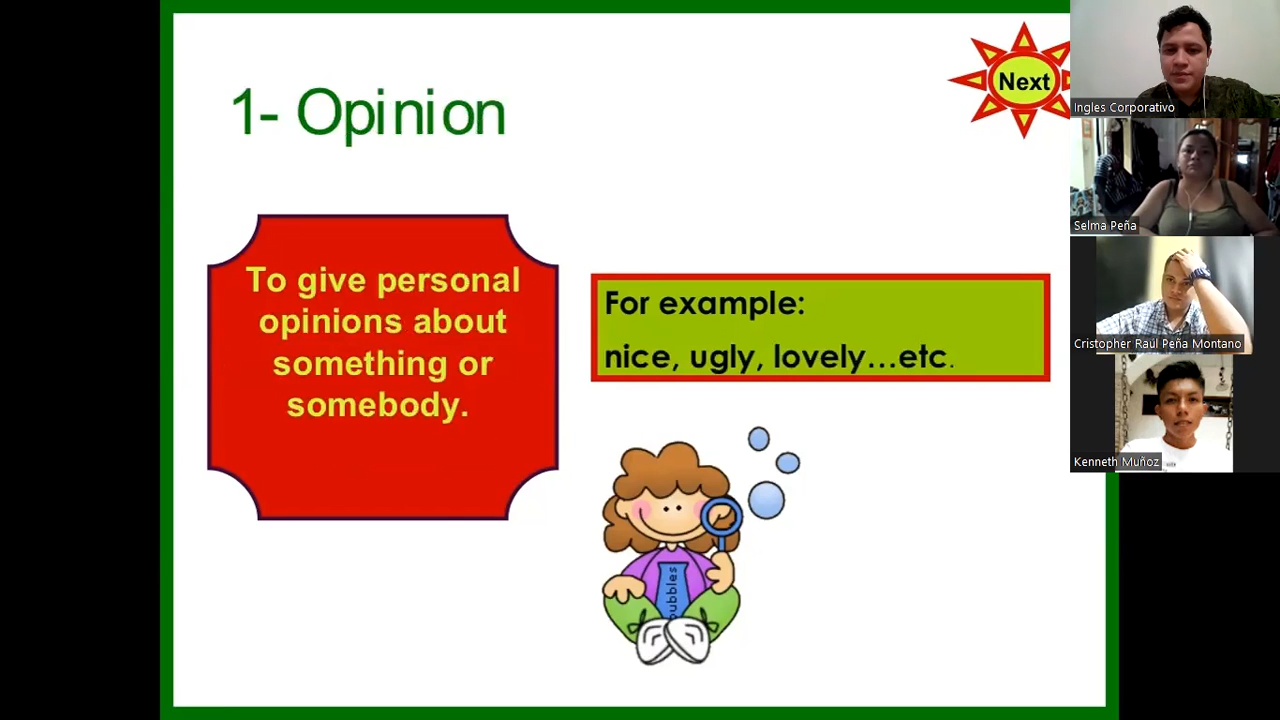 1- Opinion
Next
To give personal
opinions about
something or
somebody.
For example:
nice, ugly, lovely…etc.
bubbles
Ingles Corporativo
Selma Peña
Cristopher Raúl Peña Montano
Kenneth Muñoz